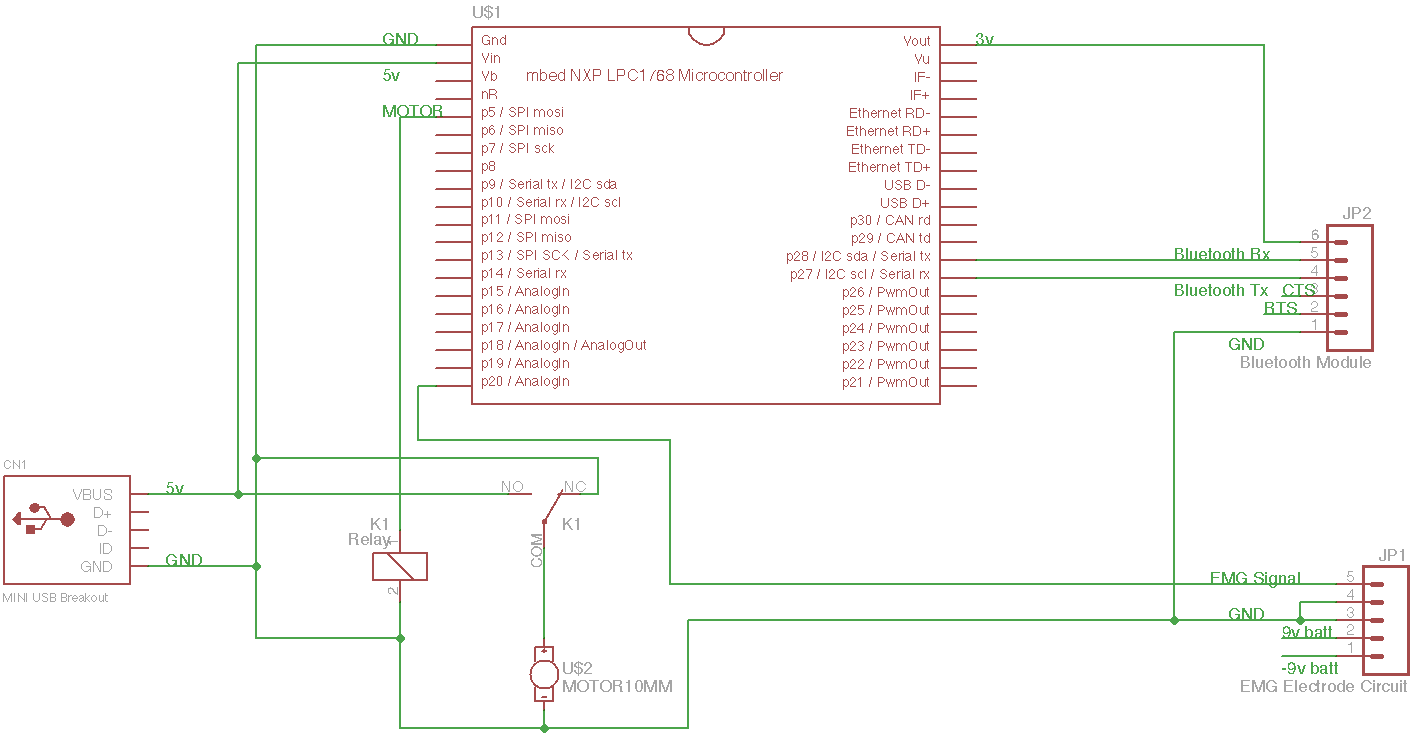 U$1
GND
Gnd
Vout
3v
Vin
Vu
5v
Vb
mbed NXP LPC1768 Microcontroller
IF-
nR
IF+
MOTOR
p5 / SPI mosi
Ethernet RD-
p6 / SPI miso
Ethernet RD+
p7 / SPI sck
Ethernet TD-
p8
Ethernet TD+
p9 / Serial tx / I2C sda
USB D-
p10 / Serial rx / I2C scl
USB D+
p11 / SPI mosi
p30 / CAN rd
p12 / SPI miso
p29 / CAN td
p13 / SPI SCK / Serial tx
p28 / I2C sda / Serial tx
p14 / Serial rx
p27 / I2C scl / Serial rx
p15 / AnalogIn
p26 / PwmOut
p16 / AnalogIn
p25 / PwmOut
p17 / AnalogIn
p24 / PwmOut
p18 / AnalogIn / AnalogOut
p23 / PwmOut
p19 / AnalogIn
p22 / PwmOut
p20 / AnalogIn
p21 / PwmOut
JP2
6
Bluetooth Rx
5
4
Bluetooth Tx
CTS
3
RTS
2
1
GND
Bluetooth Module
CN1
VBUS
5v
D+
D-
ID
GND
GND
MINI USB Breakout
NO
NC
K1
COM
K1
Relay
1
2
U$2
MOTOR10MM
JP1
EMG Signal
5
4
GND
3
9v batt
2
1
-9v batt
EMG Electrode Circuit